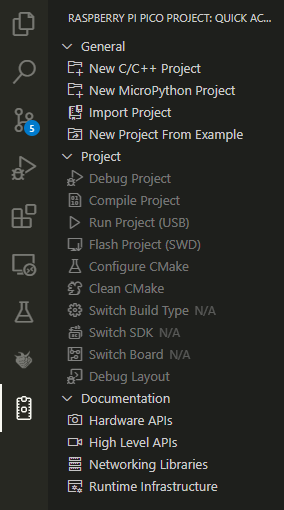 RASPBERRY PI PICO PROJECT: QUICK AC...
General
New C/C++ Project
New MicroPython Project
Import Project
New Project From Example
5
Project
Debug Project
Compile Project
Run Project (USB)
Flash Project (SWD)
Configure CMake
Clean CMake
Switch Build Type N/A
Switch SDK N/A
Switch Board N/A
Debug Layout
Documentation
Hardware APIs
High Level APIs
Networking Libraries
Runtime Infrastructure